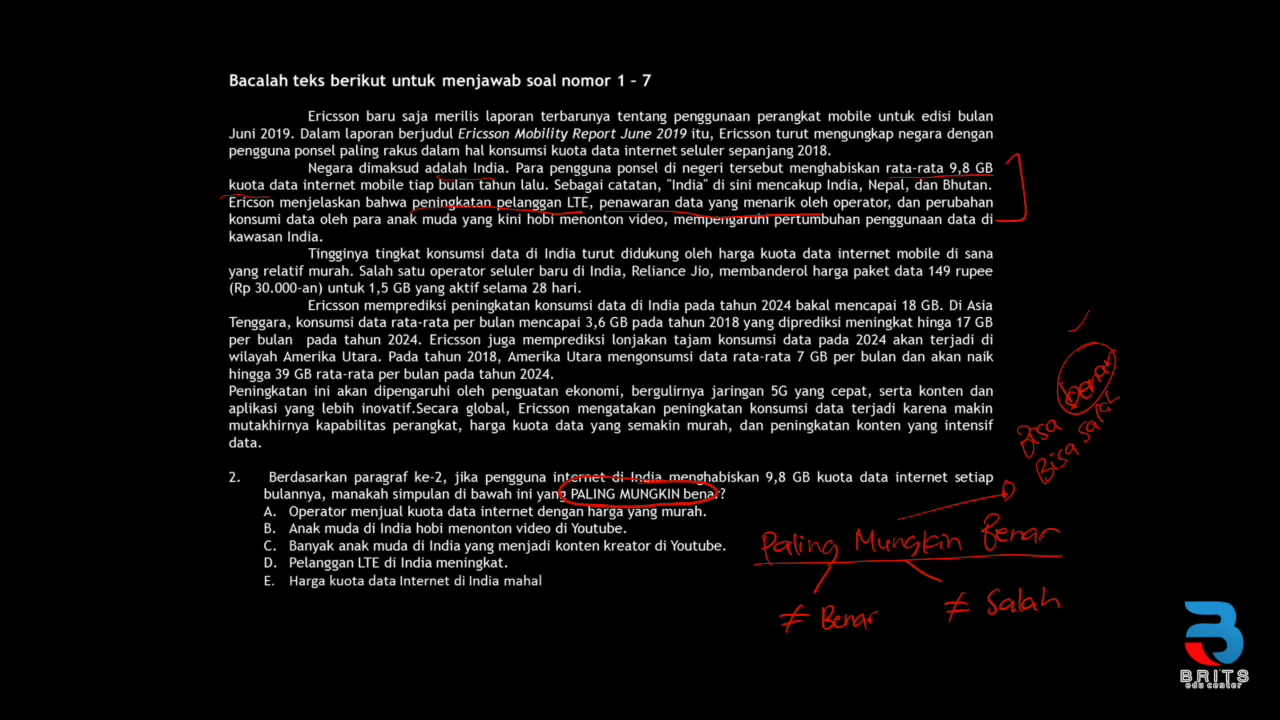 Bacalah teks berikut untuk menjawab soal nomor 1 – 7
Ericsson baru saja merilis laporan terbarunya tentang penggunaan perangkat mobile untuk edisi bulan
Juni 2019. Dalam laporan berjudul Ericsson Mobility Report June 2019 itu, Ericsson turut mengungkap negara dengan
pengguna ponsel paling rakus dalam hal konsumsi kuota data internet seluler sepanjang 2018.
Negara dimaksud adalah India. Para pengguna ponsel di negeri tersebut menghabiskan rata-rata 9,8 GB
kuota data internet mobile tiap bulan tahun lalu. Sebagai catatan, "India" di sini mencakup India, Nepal, dan Bhutan.
Ericson menjelaskan bahwa peningkatan pelanggan LTE, penawaran data yang menarik oleh operator, dan perubahan
konsumi data oleh para anak muda yang kini hobi menonton video, mempengaruhi pertumbuhan penggunaan data di
kawasan India.
Tingginya tingkat konsumsi data di India turut didukung oleh harga kuota data internet mobile di sana
yang relatif murah. Salah satu operator seluler baru di India, Reliance Jio, membanderol harga paket data 149 rupee
(Rp 30.000-an) untuk 1,5 GB yang aktif selama 28 hari.
Ericsson memprediksi peningkatan konsumsi data di India pada tahun 2024 bakal mencapai 18 GB. Di Asia
Tenggara, konsumsi data rata-rata per bulan mencapai 3,6 GB pada tahun 2018 yang diprediksi meningkat hinga 17 GB
per bulan pada tahun 2024. Ericsson juga memprediksi lonjakan tajam konsumsi data pada 2024 akan terjadi di
wilayah Amerika Utara. Pada tahun 2018, Amerika Utara mengonsumsi data rata-rata 7 GB per bulan dan akan naik
hingga 39 GB rata-rata per bulan pada tahun 2024.
Peningkatan ini akan dipengaruhi oleh penguatan ekonomi, bergulirnya jaringan 5G yang cepat, serta konten dan
aplikasi yang lebih inovatif.Secara global, Ericsson mengatakan peningkatan konsumsi data terjadi karena makin
mutakhirnya kapabilitas perangkat, harga kuota data yang semakin murah, dan peningkatan konten yang intensif
data.
2. Berdasarkan paragraf ke-2, jika pengguna internet di India menghabiskan 9,8 GB kuota data internet setiap
bulannya, manakah simpulan di bawah ini yang PALING MUNGKIN benar?
A. Operator menjual kuota data internet dengan harga yang murah.
B. Anak muda di India hobi menonton video di Youtube.
C. Banyak anak muda di India yang menjadi konten kreator di Youtube.
D. Pelanggan LTE di India meningkat.
E. Harga kuota data Internet di India mahal
Bisa benar
Bisa salah
Paling Mungkin Benar
≠ Benar
≠ Salah
BRITS
edu center